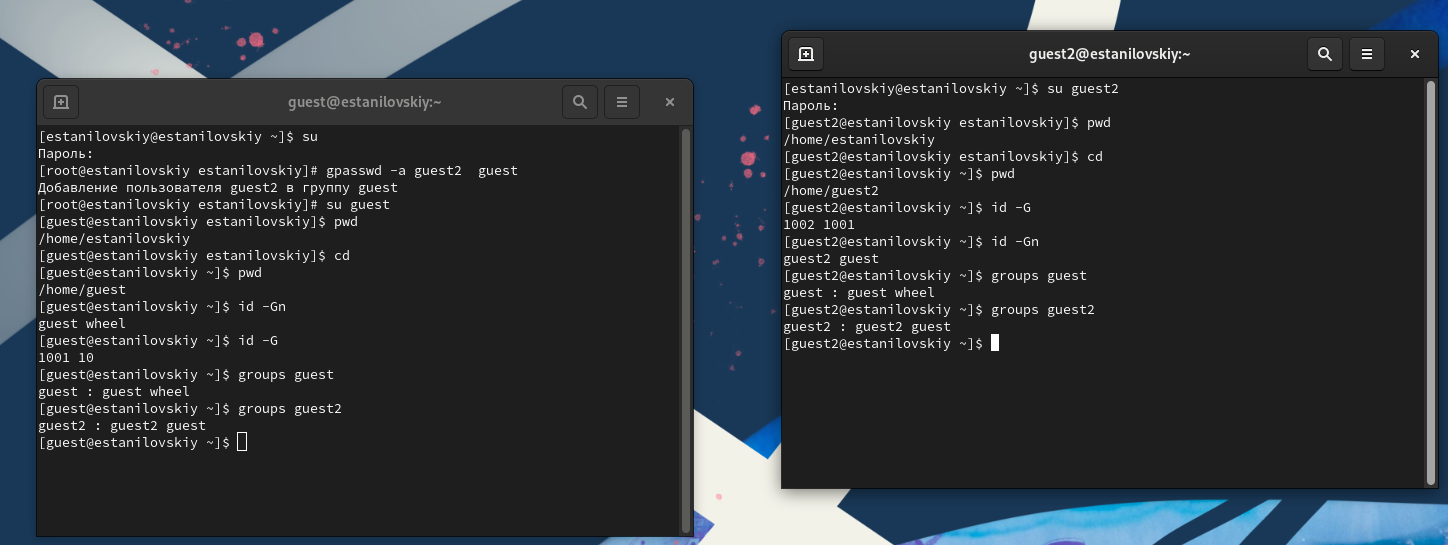 guest@estanilovskiy:~
[estanilovskiy@estanilovskiy ~]$ su
Пароль:
[root@estanilovskiy estanilovskiy]# gpasswd -a guest2  guest
Добавление пользователя guest2 в группу guest
[root@estanilovskiy estanilovskiy]# su guest
[guest@estanilovskiy estanilovskiy]$ pwd
/home/estanilovskiy
[guest@estanilovskiy estanilovskiy]$ cd
[guest@estanilovskiy ~]$ pwd
/home/guest
[guest@estanilovskiy ~]$ id -Gn
guest wheel
[guest@estanilovskiy ~]$ id -G
1001 10
[guest@estanilovskiy ~]$ groups guest
guest : guest wheel
[guest@estanilovskiy ~]$ groups guest2
guest2 : guest2 guest
[guest@estanilovskiy ~]$
guest2@estanilovskiy:~
[estanilovskiy@estanilovskiy ~]$ su guest2
Пароль:
[guest2@estanilovskiy estanilovskiy]$ pwd
/home/estanilovskiy
[guest2@estanilovskiy estanilovskiy]$ cd
[guest2@estanilovskiy ~]$ pwd
/home/guest2
[guest2@estanilovskiy ~]$ id -G
1002 1001
[guest2@estanilovskiy ~]$ id -Gn
guest2 guest
[guest2@estanilovskiy ~]$ groups guest
guest : guest wheel
[guest2@estanilovskiy ~]$ groups guest2
guest2 : guest2 guest
[guest2@estanilovskiy ~]$